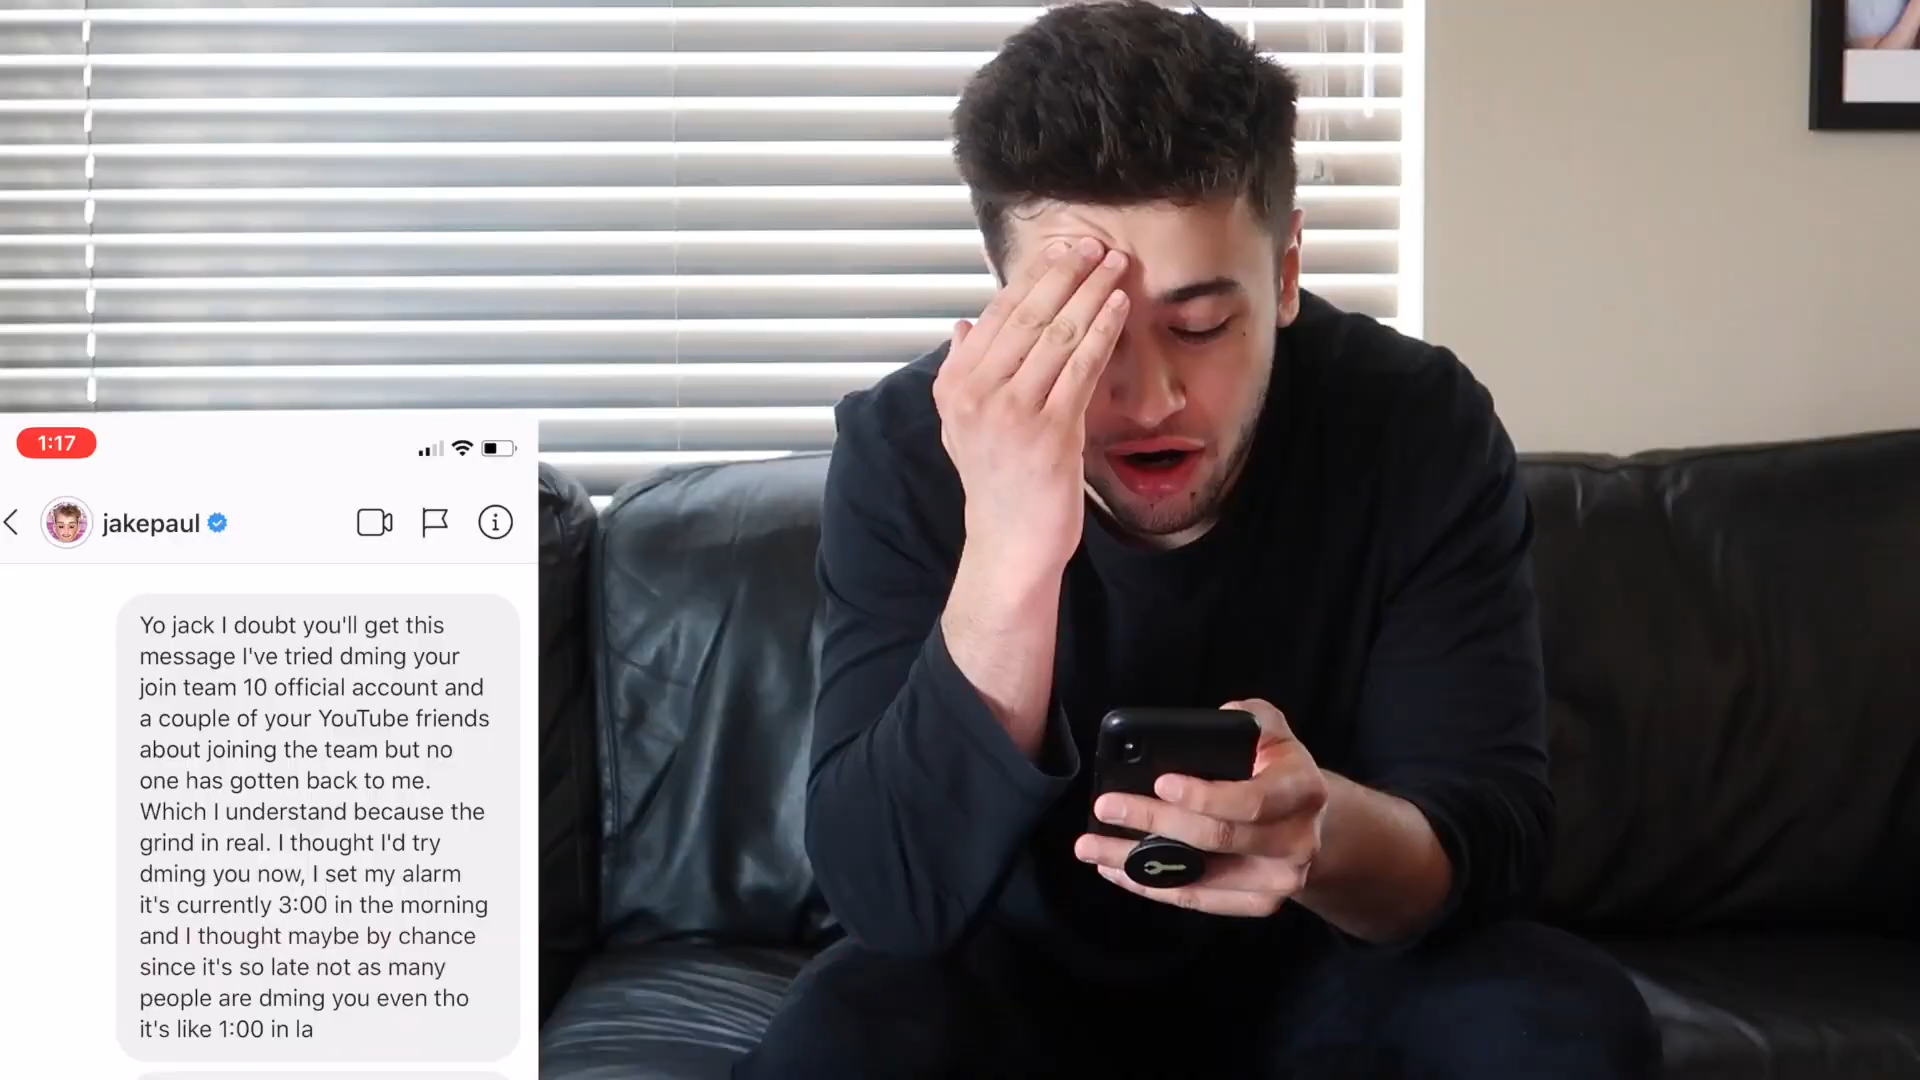 1:17
jakepaul
Yo jack I doubt you'll get this
message I've tried dming your
join team 10 official account and
a couple of your YouTube friends
about joining the team but no
one has gotten back to me.
Which I understand because the
grind in real. I thought I'd try
dming you now, I set my alarm
it's currently 3:00 in the morning
and I thought maybe by chance
since it's so late not as many
people are dming you even tho
it's like 1:00 in la